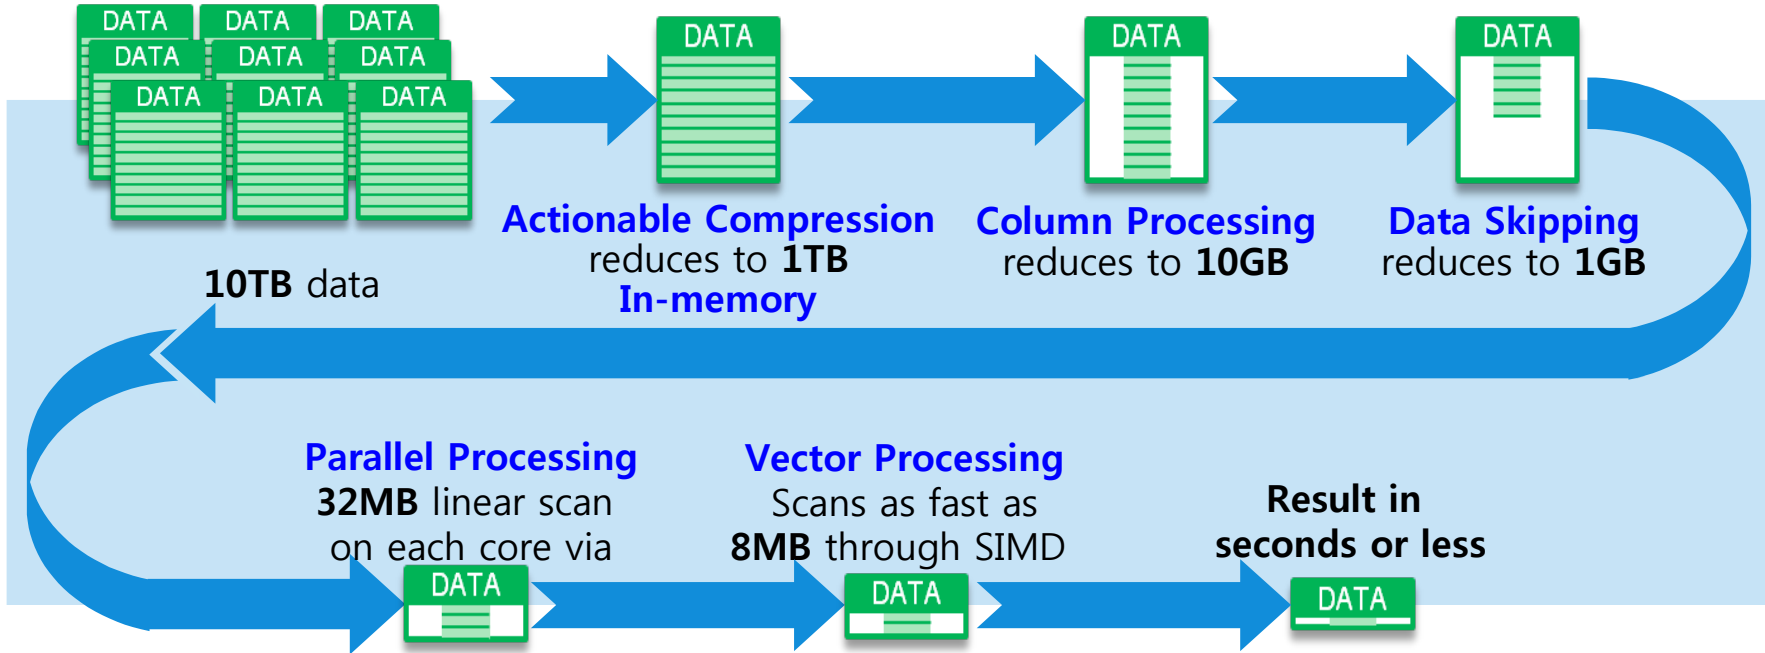 DATA DATA DATA
DATA DATA DATA
DATA DATA DATA
10TB data
DATA
Actionable Compression
reduces to 1TB
In-memory
DATA
Column Processing
reduces to 10GB
DATA
Data Skipping
reduces to 1GB
Parallel Processing
32MB linear scan
on each core via
DATA
Vector Processing
Scans as fast as
8MB through SIMD
DATA
Result in
seconds or less
DATA